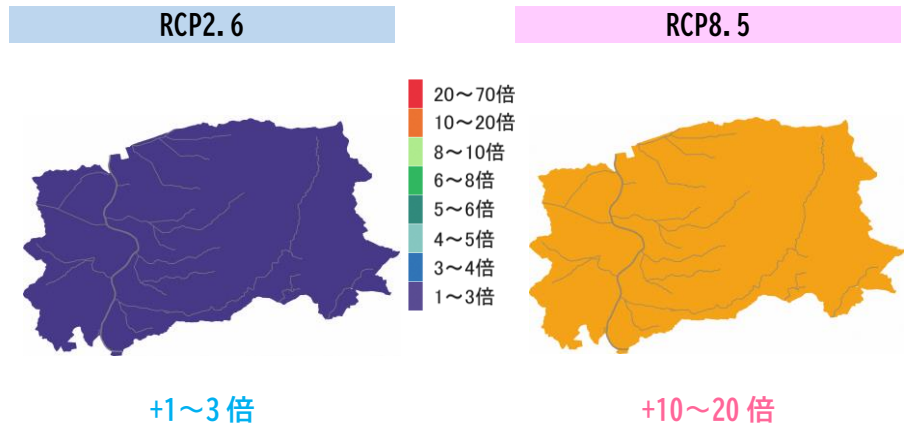 RCP2.6
RCP8.5
20～70倍
10～20倍
8～10倍
6～8倍
5～6倍
4～5倍
3～4倍
1～3倍
+1～3 倍
+10～20 倍